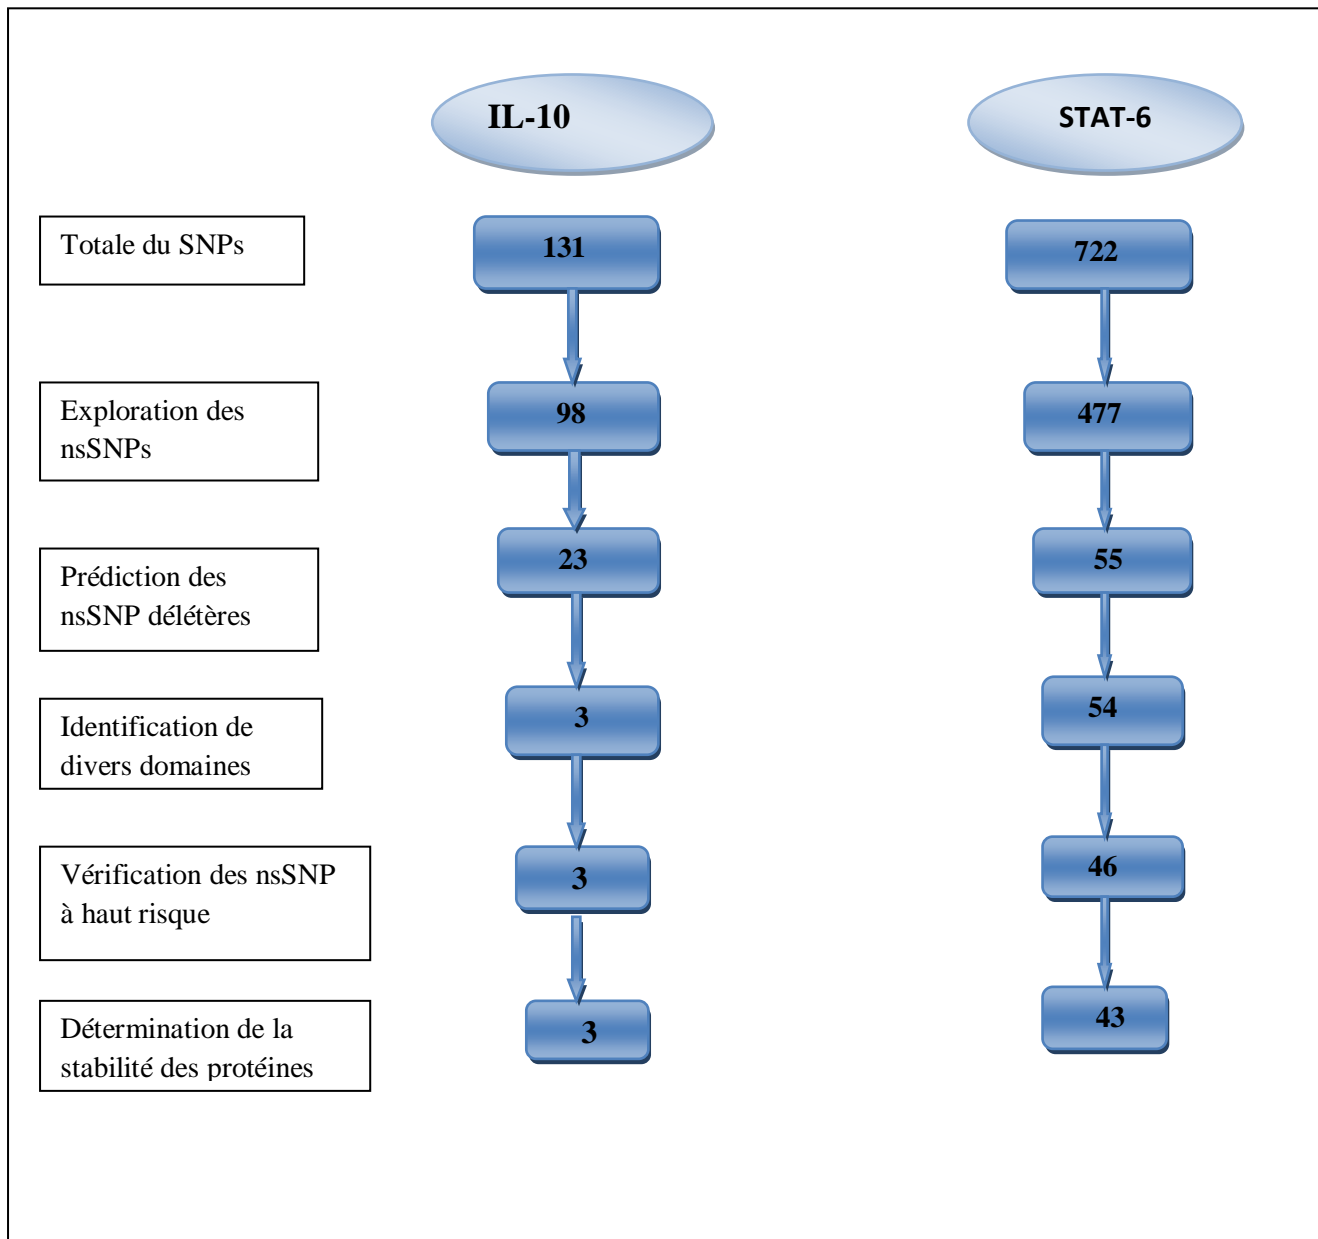 IL-10
STAT-6
Totale du SNPs
131
722
Exploration des
nsSNPs
98
477
Prédiction des
nsSNP délétères
23
55
Identification de
divers domaines
3
54
Vérification des nsSNP
à haut risque
3
46
Détermination de la
stabilité des protéines
3
43